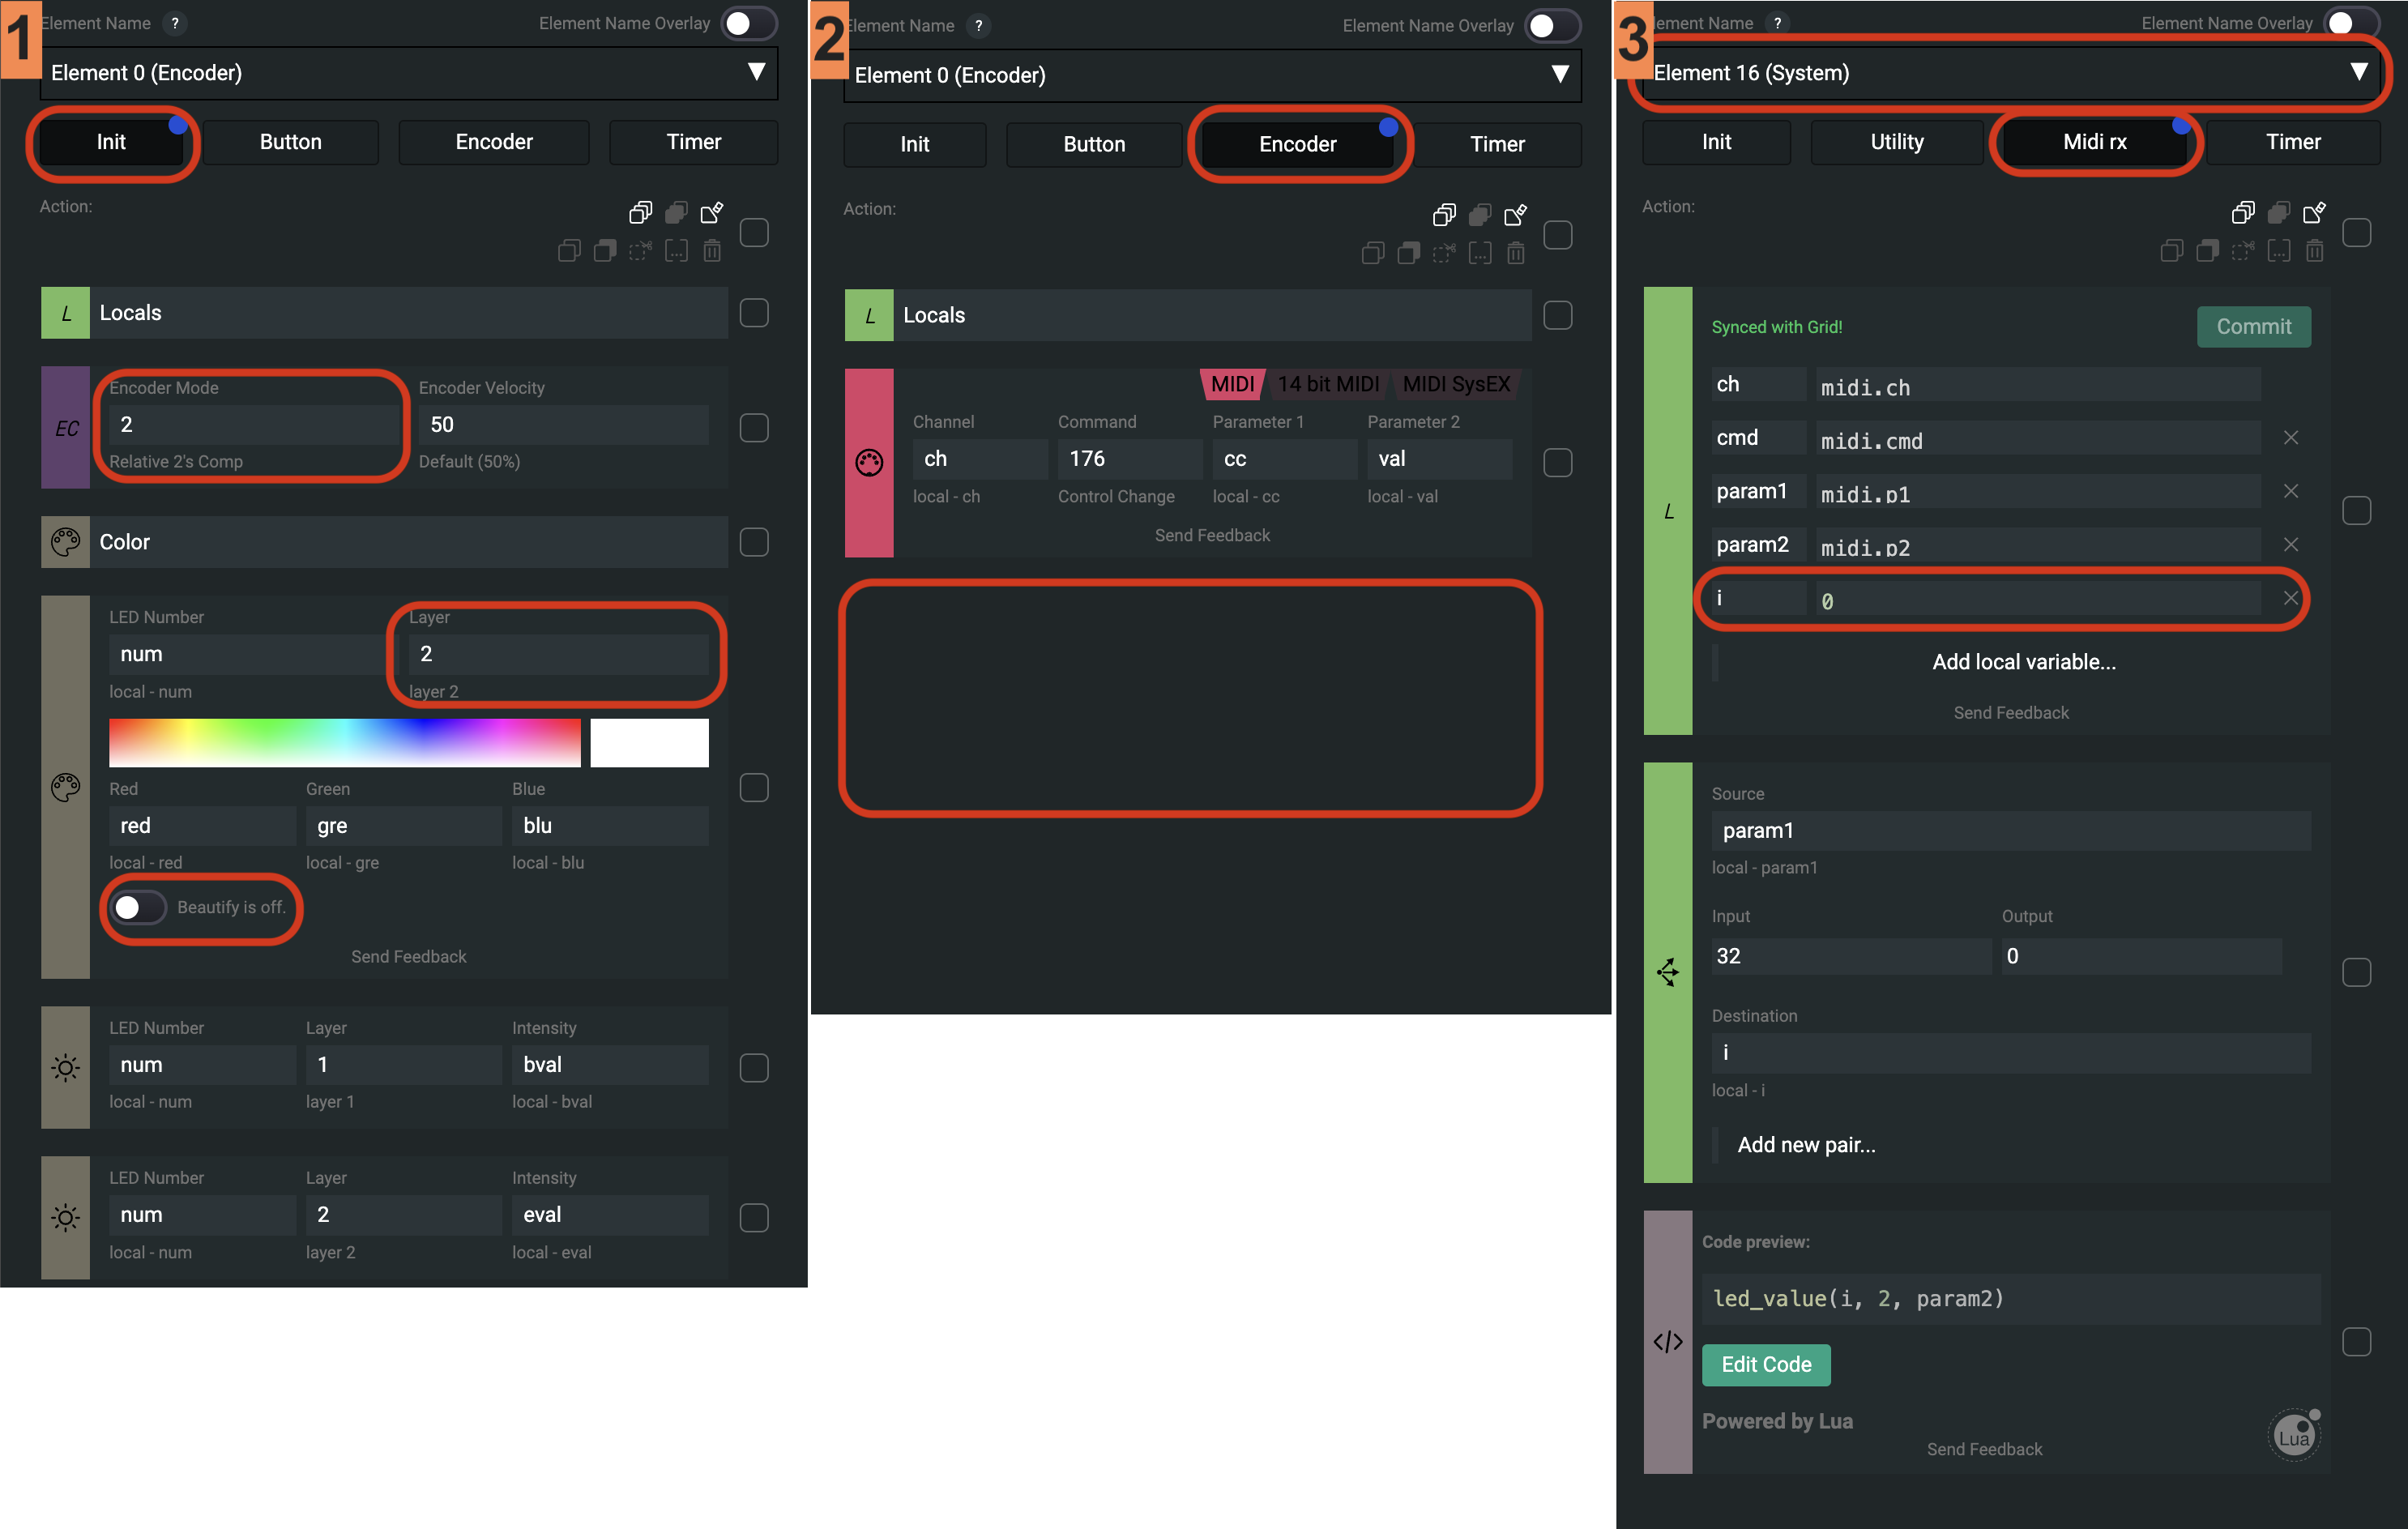 1
Element Name ? Element Name Overlay
Element 0 (Encoder) ▼
Init Button Encoder Timer
Action:
L Locals
EC
Encoder Mode Encoder Velocity
2 50
Relative 2's Comp Default (50%)
Color
LED Number Layer
num 2
local - num layer 2
Red Green Blue
red gre blu
local - red local - gre local - blu
Beautify is off.
Send Feedback
LED Number Layer Intensity
num 1 bval
local - num layer 1 local - bval
LED Number Layer Intensity
num 2 eval
local - num layer 2 local - eval
2
Element Name ? Element Name Overlay
Element 0 (Encoder) ▼
Init Button Encoder Timer
Action:
L Locals
MIDI 14 bit MIDI MIDI SysEX
Channel Command Parameter 1 Parameter 2
ch 176 cc val
local - ch Control Change local - cc local - val
Send Feedback
3
Element Name ? Element Name Overlay
Element 16 (System) ▼
Init Utility Midi rx Timer
Action:
L
Synced with Grid! Commit
ch midi.ch
cmd midi.cmd
param1 midi.p1
param2 midi.p2
i 0
Add local variable...
Send Feedback
Source
param1
local - param1
Input Output
32 0
Destination
i
local - i
Add new pair...
Code preview:
led_value(i, 2, param2)
</>
Edit Code
Powered by Lua
Lua
Send Feedback